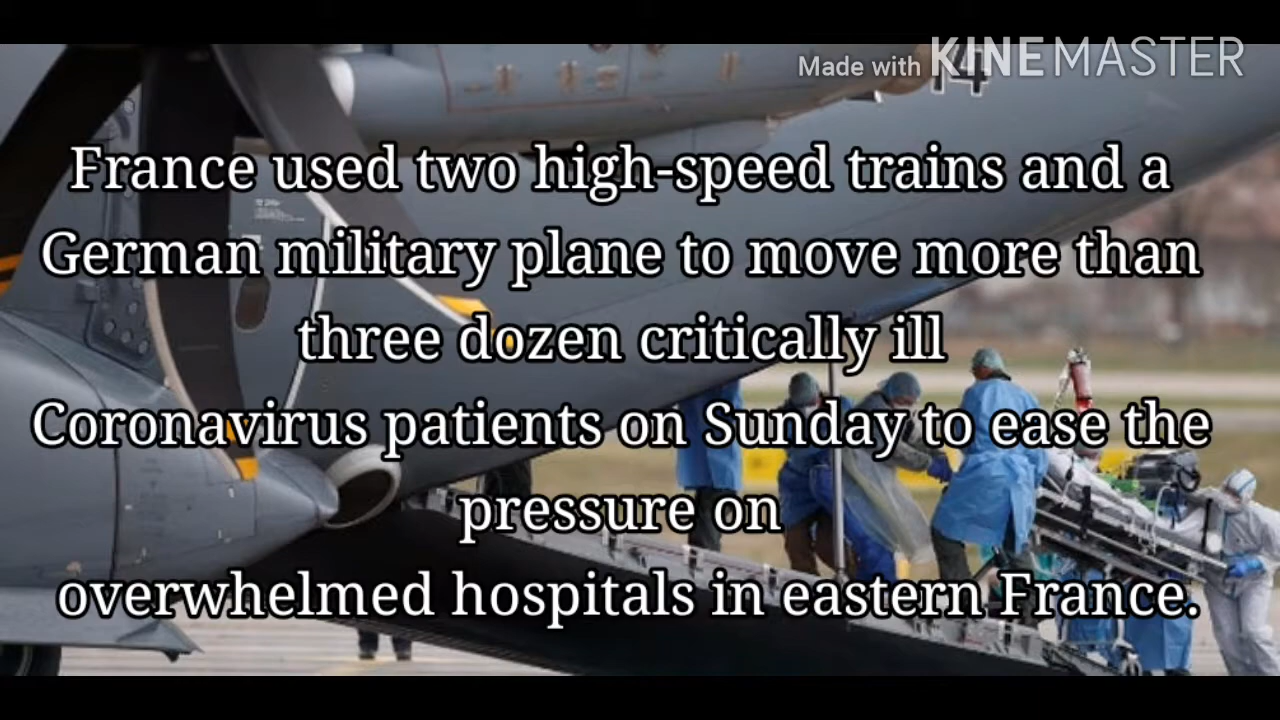 Made with KINEMASTER
France used two high-speed trains and a
German military plane to move more than
three dozen critically ill
Coronavirus patients on Sunday to ease the
pressure on
overwhelmed hospitals in eastern France.